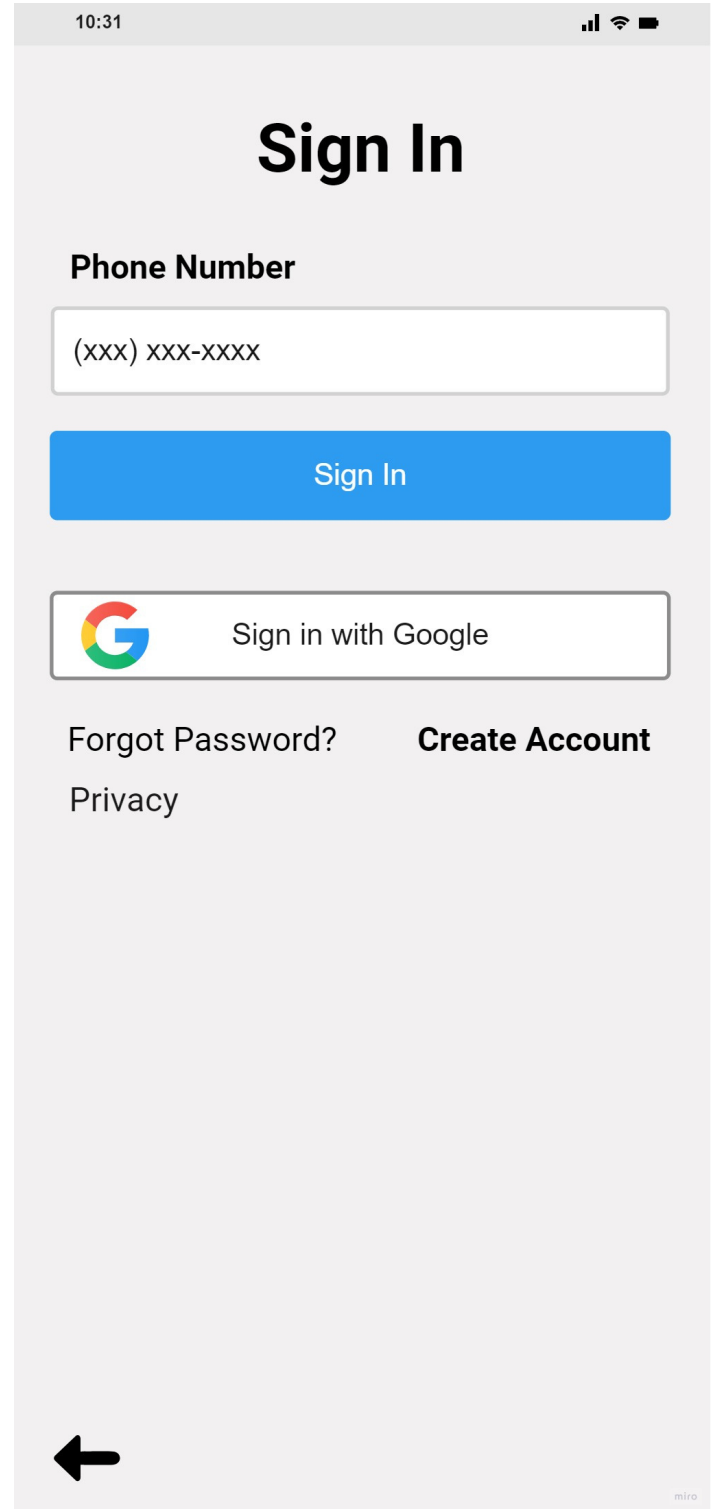 10:31
Sign In
Phone Number
(xxx) xxx-xxxx
Sign In
Sign in with Google
Forgot Password? Create Account
Privacy
miro